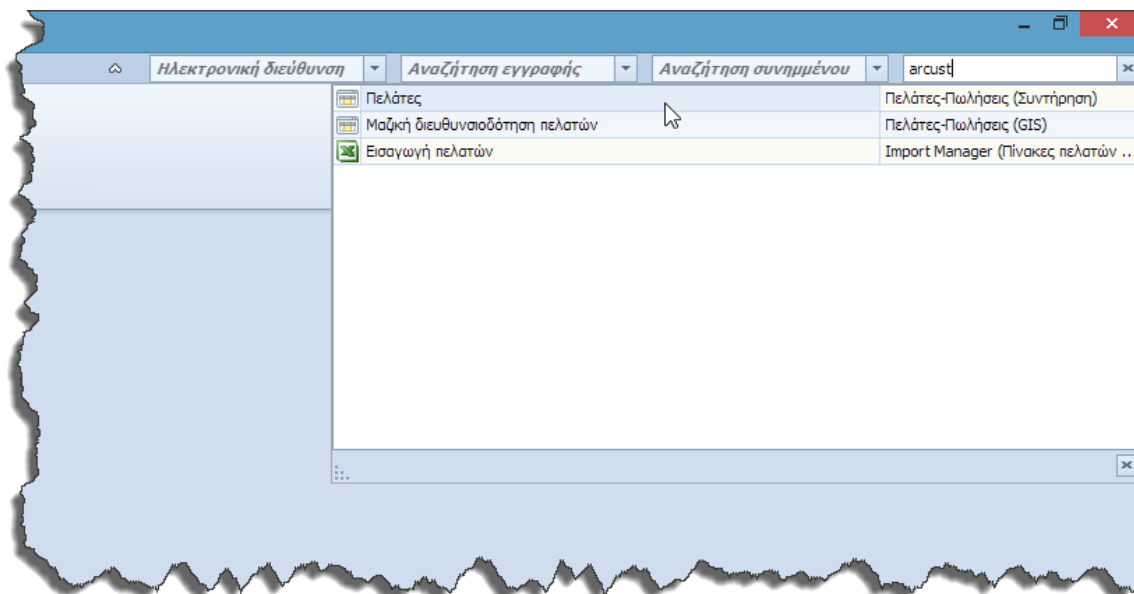 Ηλεκτρονική διεύθυνση Αναζήτηση εγγραφής Αναζήτηση συνημμένου arcust
Πελάτες Πελάτες-Πωλήσεις (Συντήρηση)
Μαζική διευθυνσιοδότηση πελατών Πελάτες-Πωλήσεις (GIS)
Εισαγωγή πελατών Import Manager (Πίνακες πελατών ...